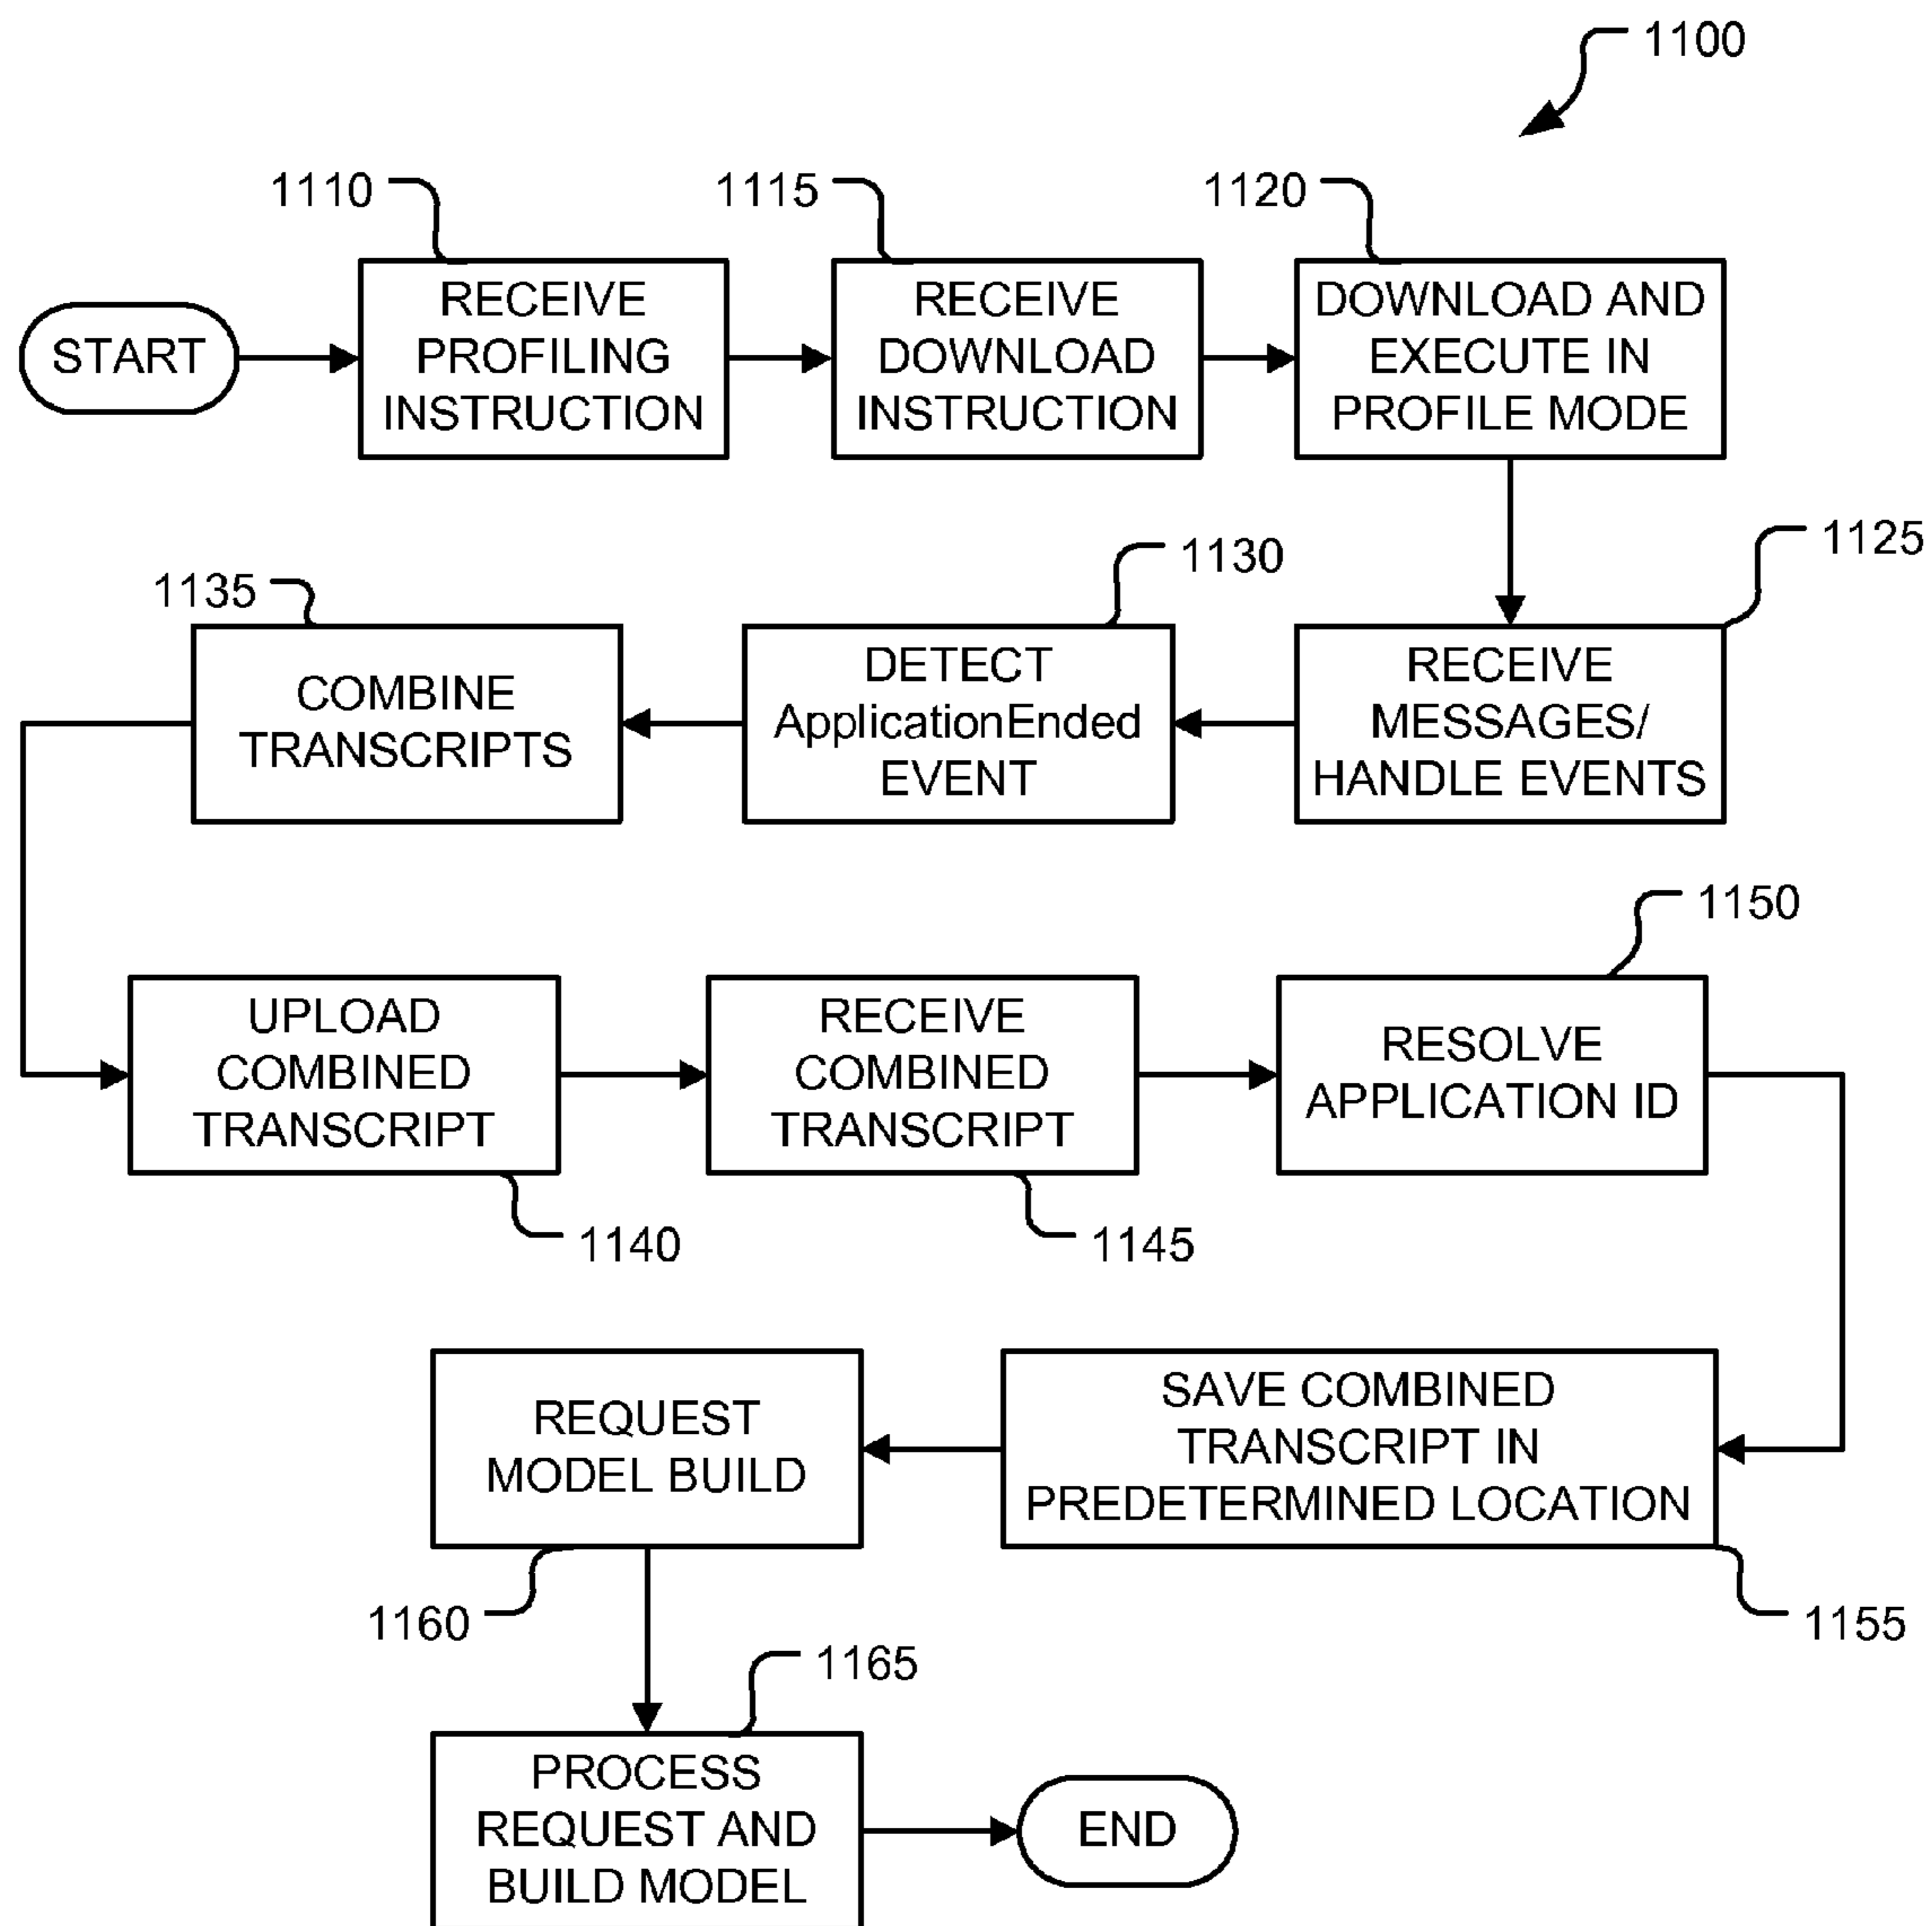 1100
1110
1115
1120
START
RECEIVE
PROFILING
INSTRUCTION
RECEIVE
DOWNLOAD
INSTRUCTION
DOWNLOAD AND
EXECUTE IN
PROFILE MODE
1125
1130
1135
RECEIVE
MESSAGES/
HANDLE EVENTS
DETECT
ApplicationEnded
EVENT
COMBINE
TRANSCRIPTS
1150
UPLOAD
COMBINED
TRANSCRIPT
RECEIVE
COMBINED
TRANSCRIPT
RESOLVE
APPLICATION ID
1140
1145
SAVE COMBINED
TRANSCRIPT IN
PREDETERMINED LOCATION
REQUEST
MODEL BUILD
1160
1155
1165
PROCESS
REQUEST AND
BUILD MODEL
END